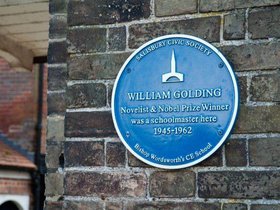 SALISBURY CIVIC SOCIETY
WILLIAM GOLDING
Novelist & Nobel Prize Winner
was a schoolmaster here
1945-1962
Bishop Wordsworth's CE School